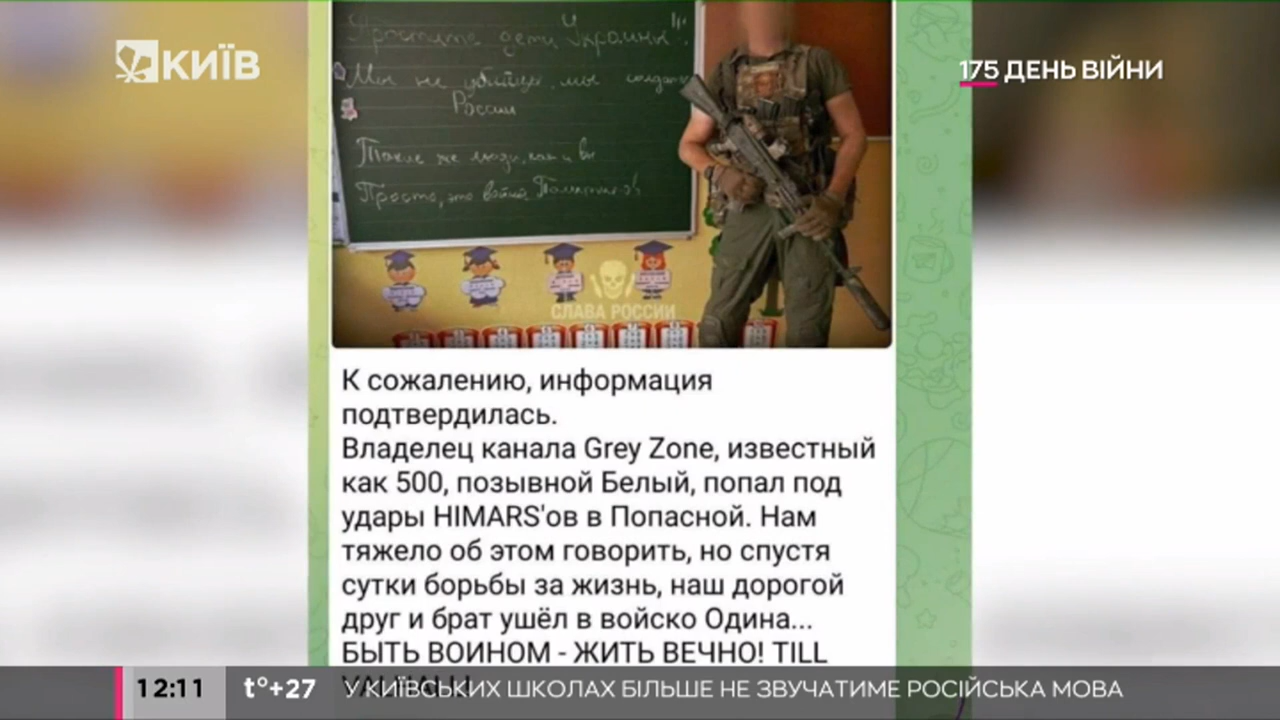 КИЇВ
175 ДЕНЬ ВІЙНИ
Простите дети Украины!!
Мы не убийцы, мы солдаты
России
Такие же люди, как и вы
Просто, это война
СЛАВА РОССИИ
К сожалению, информация
подтвердилась.
Владелец канала Grey Zone, известный
как 500, позывной Белый, попал под
удары HIMARS'ов в Попасной. Нам
тяжело об этом говорить, но спустя
сутки борьбы за жизнь, наш дорогой
друг и брат ушёл в войско Одина...
БЫТЬ ВОИНОМ - ЖИТЬ ВЕЧНО! TILL
12:11 t°+27 У КИЇВСЬКИХ ШКОЛАХ БІЛЬШЕ НЕ ЗВУЧАТИМЕ РОСІЙСЬКА МОВА